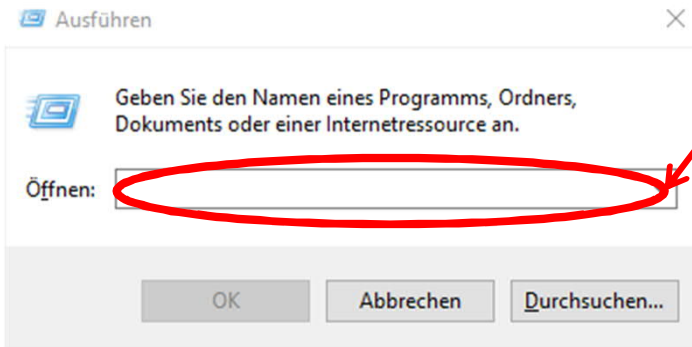 Ausführen
Geben Sie den Namen eines Programms, Ordners,
Dokuments oder einer Internetressource an.
Öffnen:
OK Abbrechen Durchsuchen...